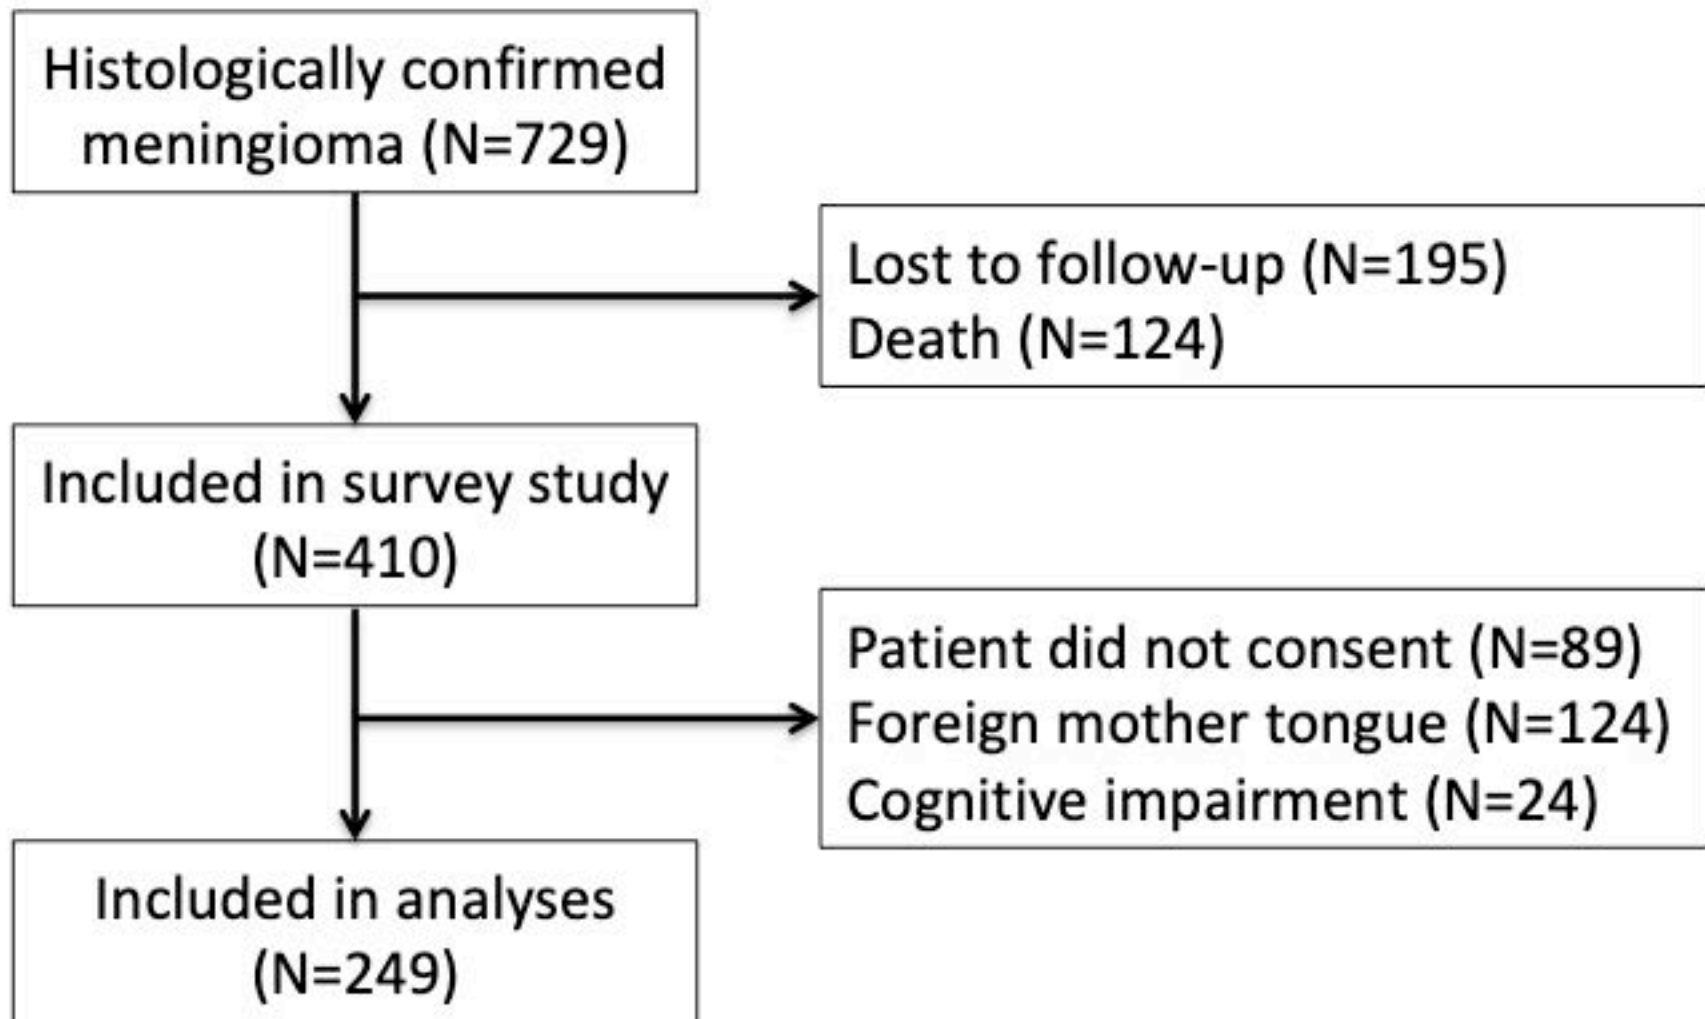 Histologically confirmed
meningioma (N=729)
Lost to follow-up (N=195)
Death (N=124)
Included in survey study
(N=410)
Patient did not consent (N=89)
Foreign mother tongue (N=124)
Cognitive impairment (N=24)
Included in analyses
(N=249)